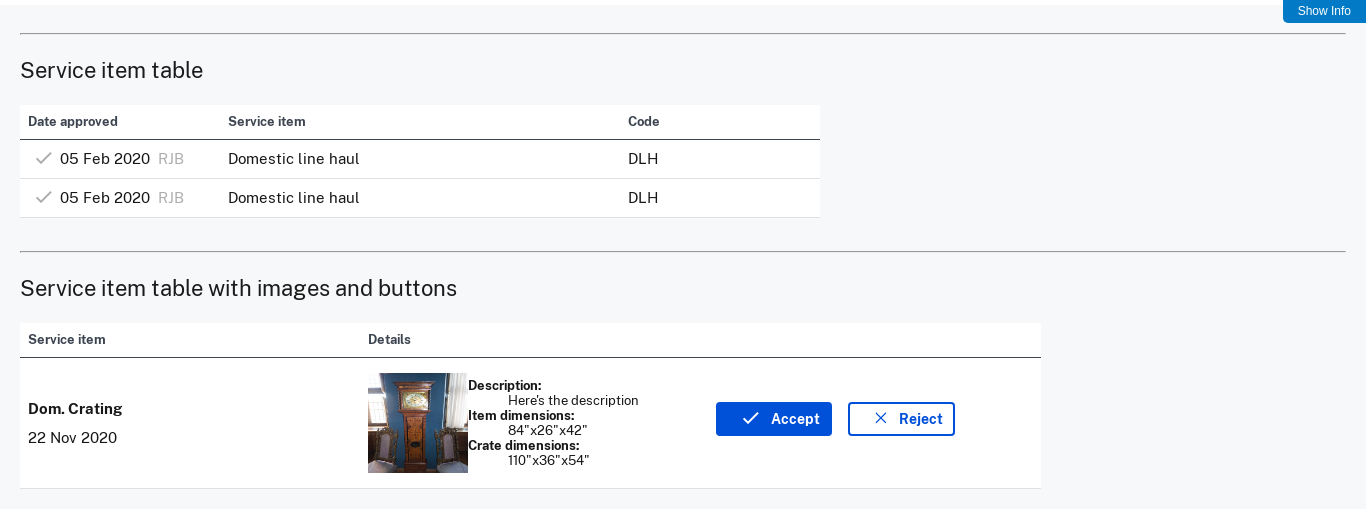 Show Info
Service item table
Date approved Service item Code
05 Feb 2020 RJB Domestic line haul DLH
05 Feb 2020 RJB Domestic line haul DLH
Service item table with images and buttons
Service item Details
Dom. Crating
22 Nov 2020
Description:
Here's the description
Item dimensions:
84"x26"x42"
Crate dimensions:
110"x36"x54"
Accept
Reject